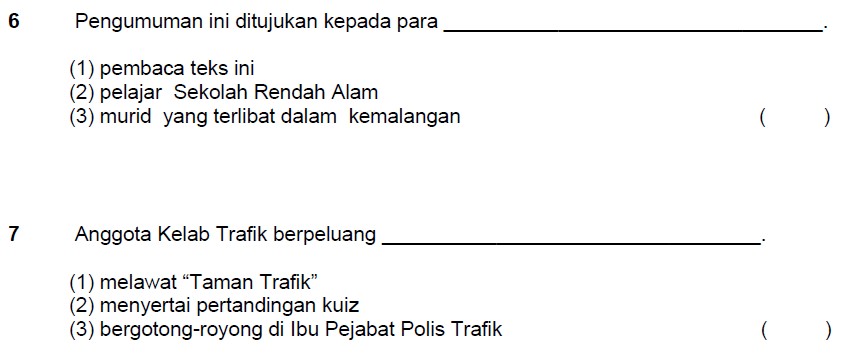 6 Pengumuman ini ditujukan kepada para ___________________________________.
(1) pembaca teks ini
(2) pelajar Sekolah Rendah Alam
(3) murid yang terlibat dalam kemalangan ( )
7 Anggota Kelab Trafik berpeluang ___________________________________.
(1) melawat “Taman Trafik”
(2) menyertai pertandingan kuiz
(3) bergotong-royong di Ibu Pejabat Polis Trafik ( )